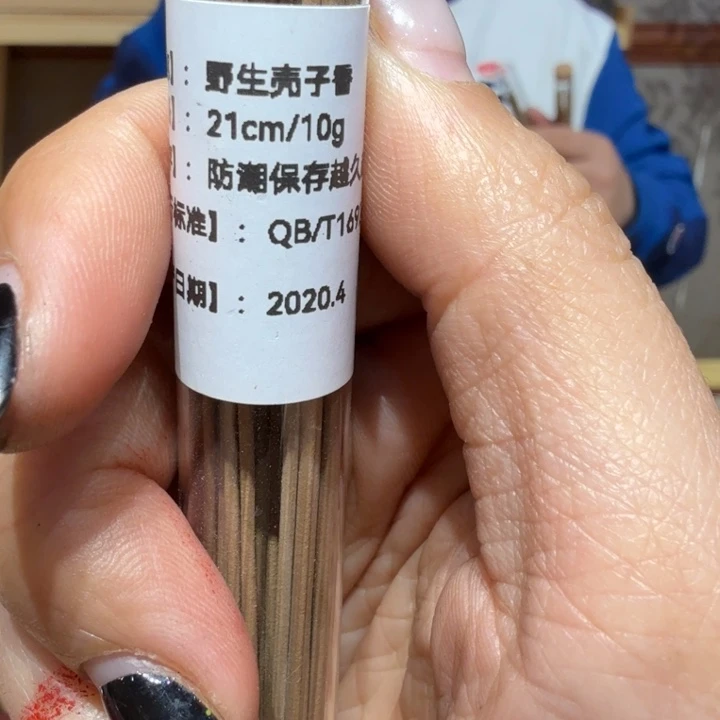 】：野生壳子香
】：21cm/10g
】：防潮保存越久
标准】：QB/T169
日期】：2020.4